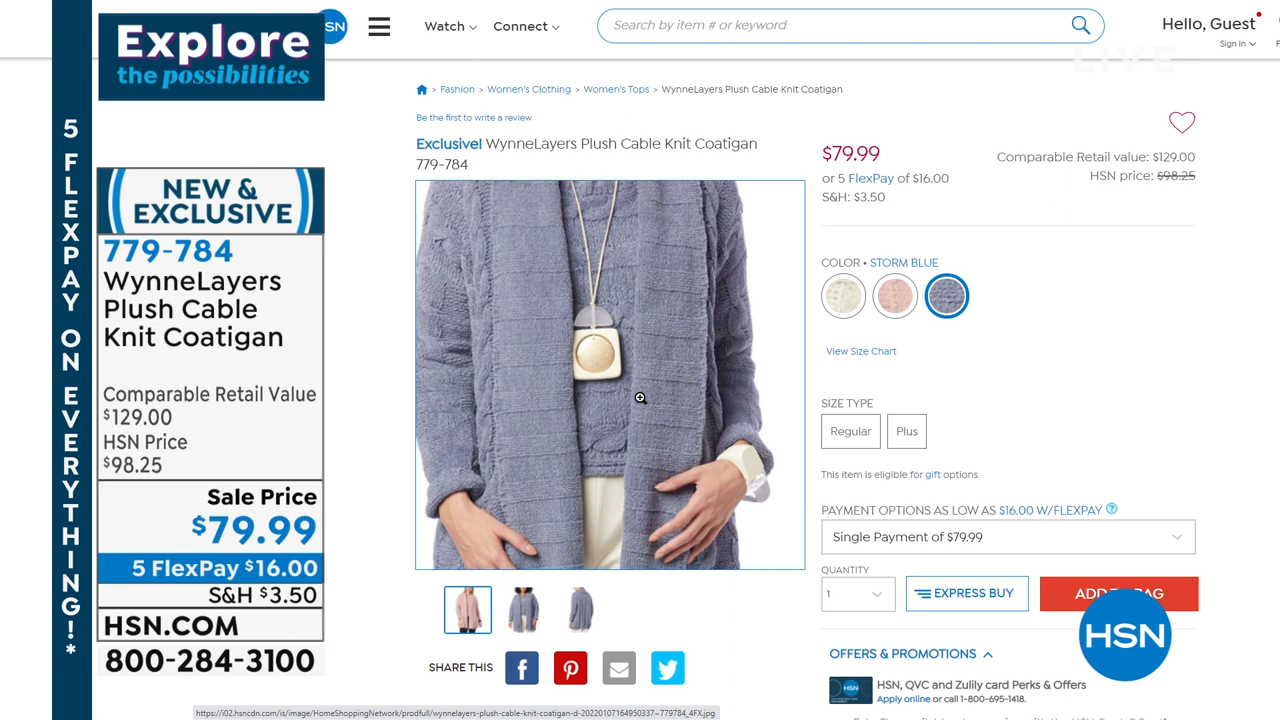 5 FLEXPAY ON EVERYTHING!*
Explore
the possibilities
NEW &
EXCLUSIVE
779-784
WynneLayers
Plush Cable
Knit Coatigan
Comparable Retail Value
$129.00
HSN Price
$98.25
Sale Price
$79.99
5 FlexPay $16.00
S&H $3.50
HSN.COM
800-284-3100
SN
Watch
Connect
Search by item # or keyword
Hello, Guest
Sign In
LIVE
> Fashion > Women's Clothing > Women's Tops > WynneLayers Plush Cable Knit Coatigan
Be the first to write a review
Exclusive! WynneLayers Plush Cable Knit Coatigan
779-784
$79.99
Comparable Retail value: $129.00
or 5 FlexPay of $16.00
HSN price: $98.25
S&H: $3.50
COLOR • STORM BLUE
View Size Chart
SIZE TYPE
Regular
Plus
This item is eligible for gift options.
PAYMENT OPTIONS AS LOW AS $16.00 W/FLEXPAY ?
Single Payment of $79.99
QUANTITY
1
EXPRESS BUY
ADD TO BAG
HSN
OFFERS & PROMOTIONS
HSN
HSN, QVC and Zulily card Perks & Offers
Apply online or call 1-800-695-1418.
SHARE THIS
https://i02.hsncdn.com/is/image/HomeShoppingNetwork/prodfull/wynnelayers-plush-cable-knit-coatigan-d-20220107164950337~779784_4FX.jpg